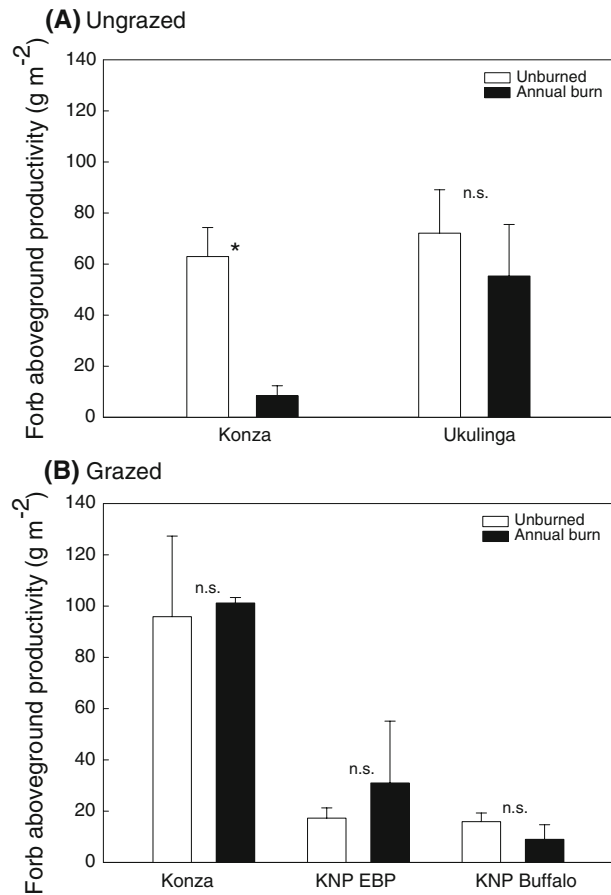 (A) Ungrazed
Forb aboveground productivity (g m-2)
140
120
100
80
60
40
20
0
Unburned
Annual burn
*
n.s.
Konza
Ukulinga
(B) Grazed
Forb aboveground productivity (g m-2)
140
120
100
80
60
40
20
0
Unburned
Annual burn
n.s.
n.s.
n.s.
Konza
KNP EBP
KNP Buffalo